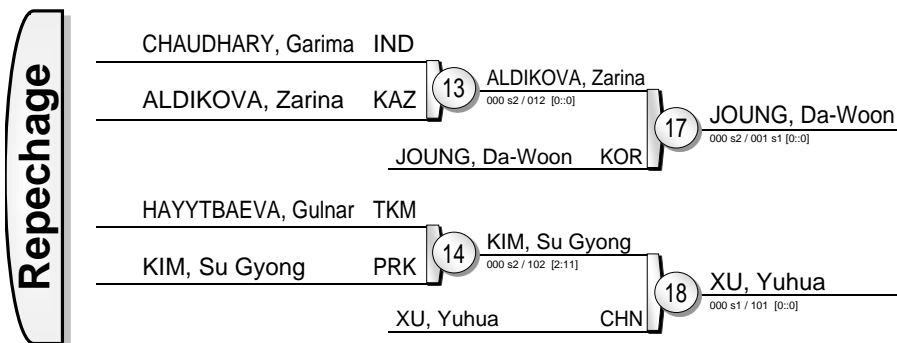 Repechage
CHAUDHARY, Garima IND
ALDIKOVA, Zarina KAZ
13
ALDIKOVA, Zarina
000 s2 / 012 [0::0]
JOUNG, Da-Woon KOR
17
JOUNG, Da-Woon
000 s2 / 001 s1 [0::0]
HAYYTBAEVA, Gulnar TKM
KIM, Su Gyong PRK
14
KIM, Su Gyong
000 s2 / 102 [2:11]
XU, Yuhua CHN
18
XU, Yuhua
000 s1 / 101 [0::0]